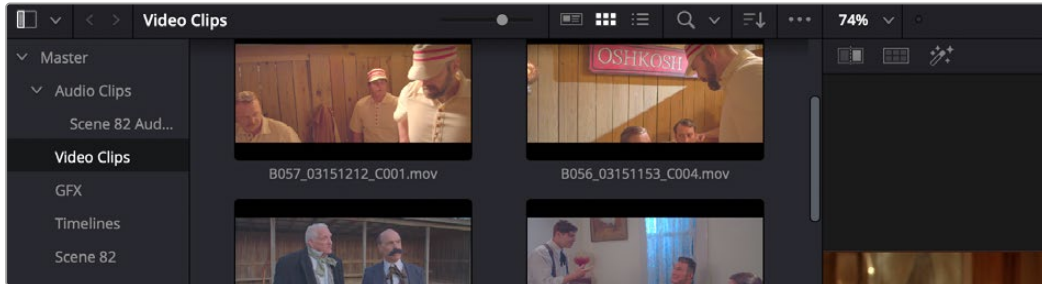 Video Clips
74%
Master
Audio Clips
Scene 82 Aud...
Video Clips
GFX
Timelines
Scene 82
OSHKOSH
B057_03151212_C001.mov
B056_03151153_C004.mov